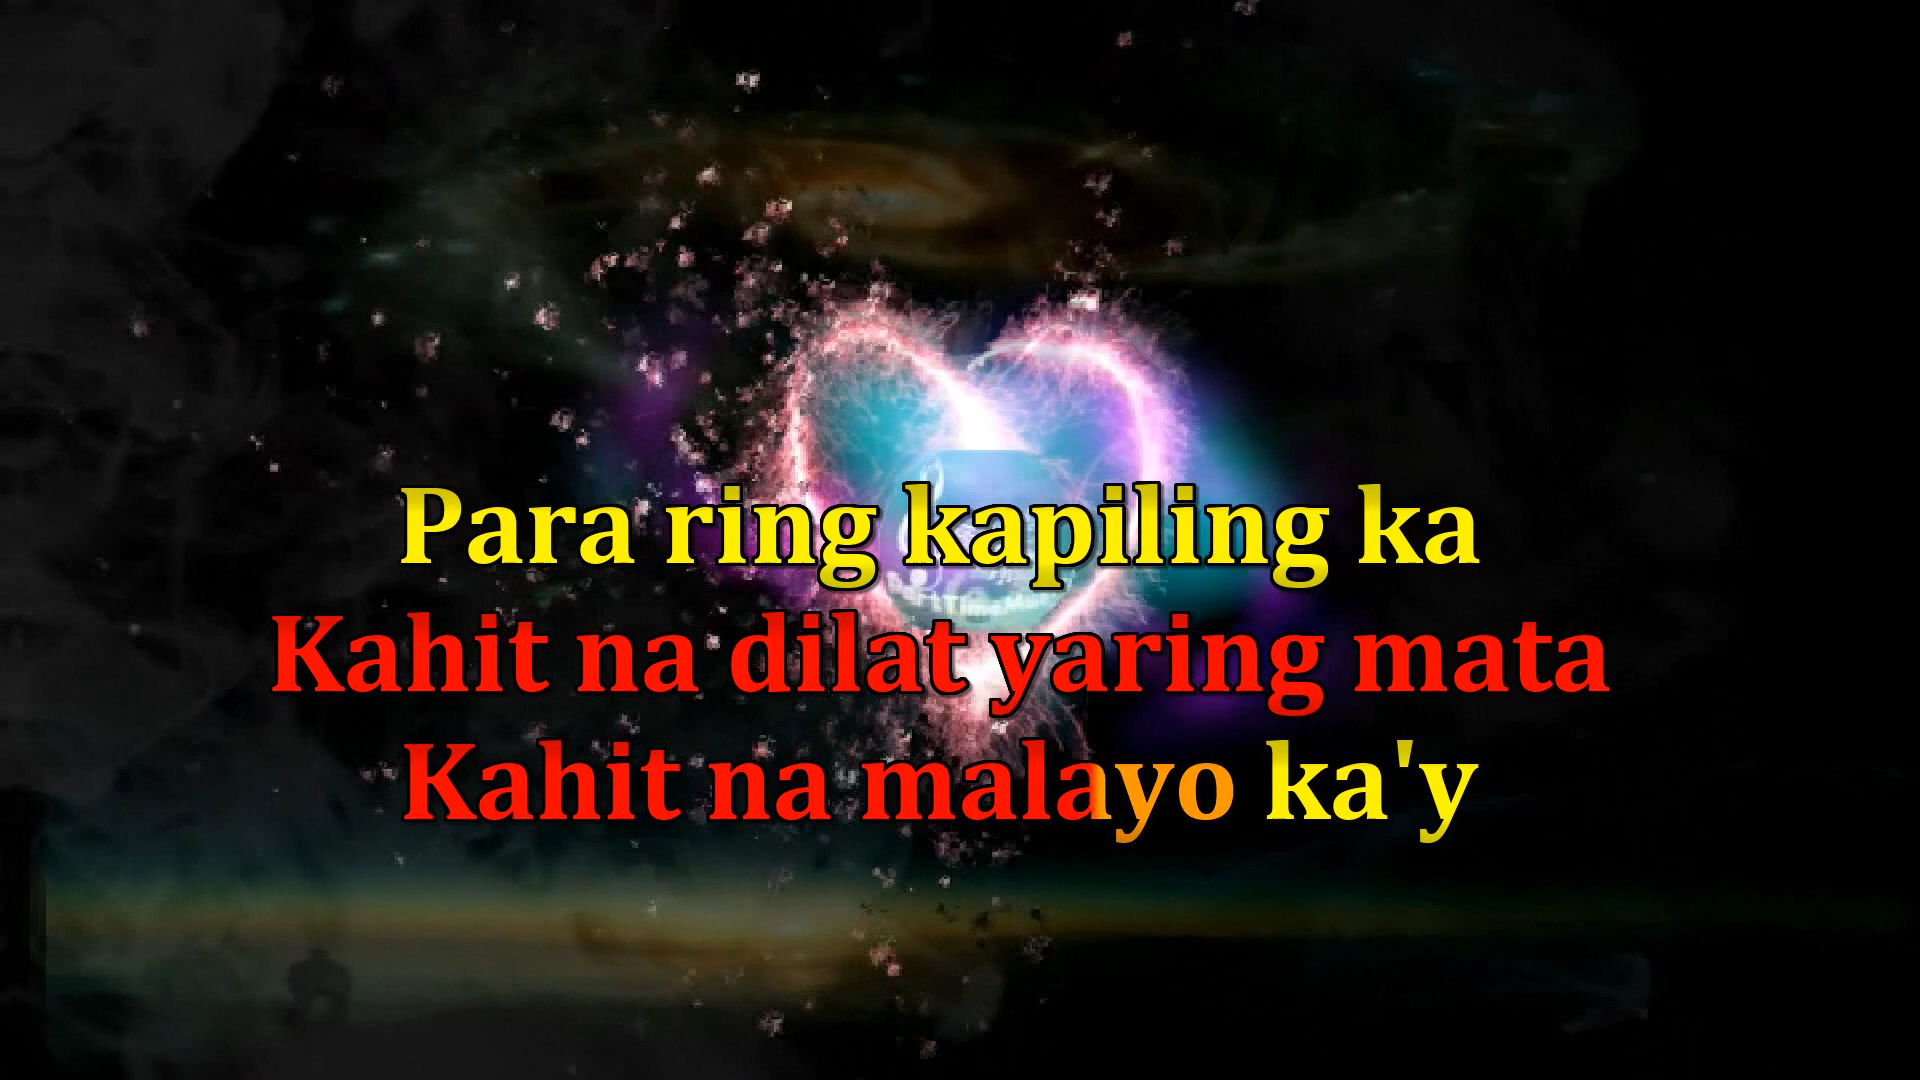 Para ring kapiling ka
Kahit na dilat yaring mata
Kahit na malayo ka'y